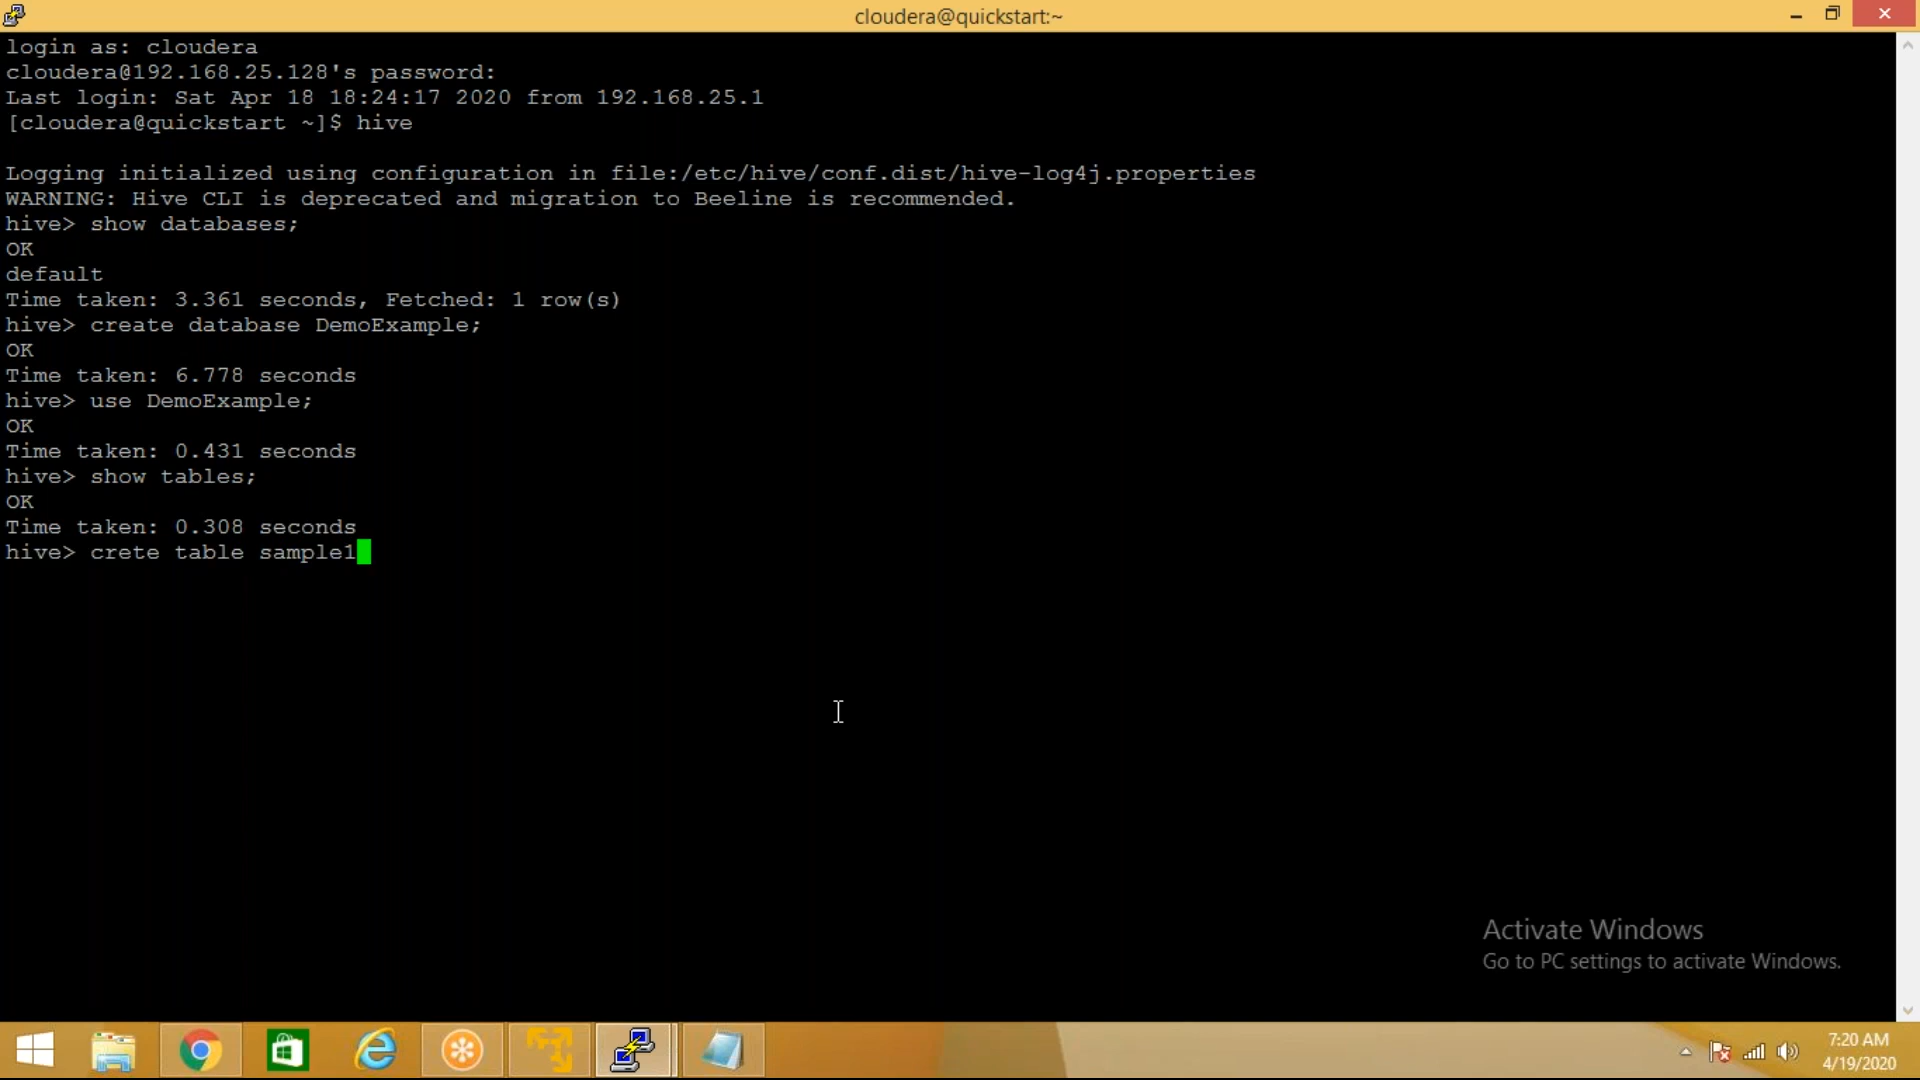 cloudera@quickstart:~
login as: cloudera
cloudera@192.168.25.128's password:
Last login: Sat Apr 18 18:24:17 2020 from 192.168.25.1
[cloudera@quickstart ~]$ hive
Logging initialized using configuration in file:/etc/hive/conf.dist/hive-log4j.properties
WARNING: Hive CLI is deprecated and migration to Beeline is recommended.
hive> show databases;
OK
default
Time taken: 3.361 seconds, Fetched: 1 row(s)
hive> create database DemoExample;
OK
Time taken: 6.778 seconds
hive> use DemoExample;
OK
Time taken: 0.431 seconds
hive> show tables;
OK
Time taken: 0.308 seconds
hive> crete table sample1
Activate Windows
Go to PC settings to activate Windows.
7:20 AM
4/19/2020